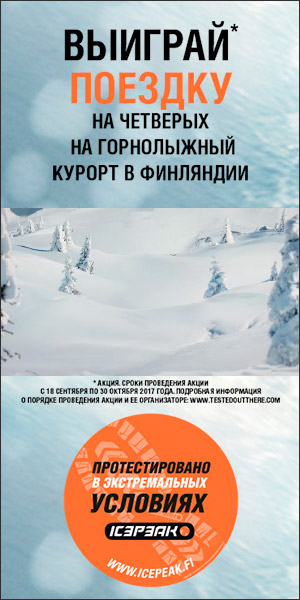 ВЫИГРАЙ*
ПОЕЗДКУ
НА ЧЕТВЕРЫХ
НА ГОРНОЛЫЖНЫЙ
КУРОРТ В ФИНЛЯНДИИ
* АКЦИЯ. СРОКИ ПРОВЕДЕНИЯ АКЦИИ
С 18 СЕНТЯБРЯ ПО 30 ОКТЯБРЯ 2017 ГОДА. ПОДРОБНАЯ ИНФОРМАЦИЯ
О ПОРЯДКЕ ПРОВЕДЕНИЯ АКЦИИ И ЕЕ ОРГАНИЗАТОРЕ: WWW.TESTEDOUTTHERE.COM
ПРОТЕСТИРОВАНО
В ЭКСТРЕМАЛЬНЫХ
УСЛОВИЯХ
ICEPEAK
WWW.ICEPEAK.FI